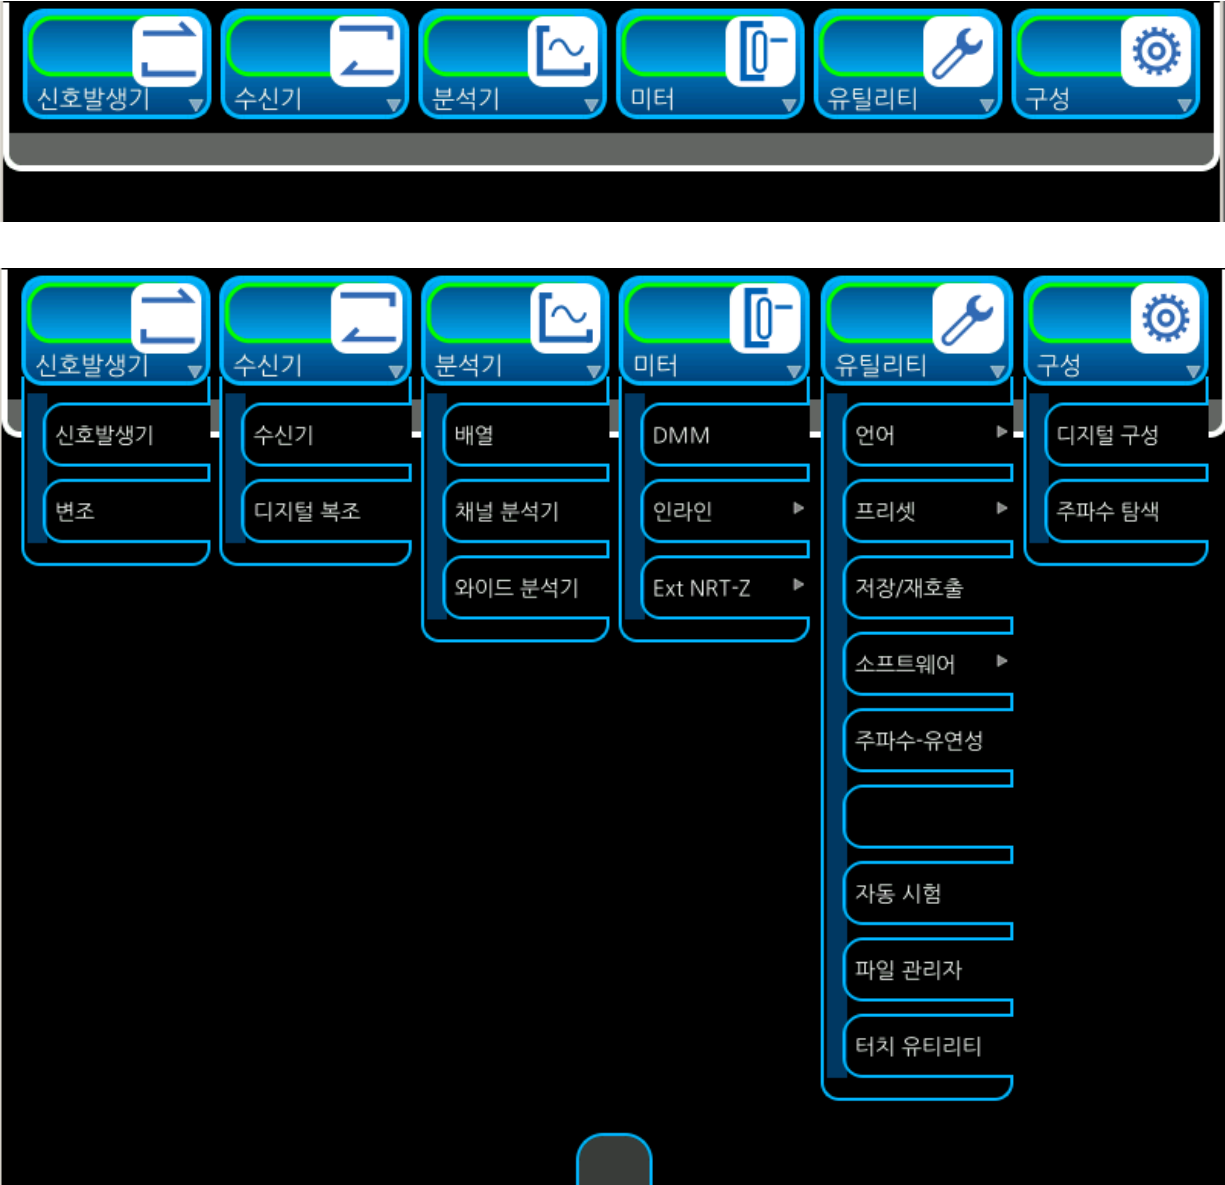 신호발생기
수신기
분석기
미터
유틸리티
구성
신호발생기
수신기
분석기
미터
유틸리티
구성
신호발생기
변조
수신기
디지털 복조
배열
채널 분석기
와이드 분석기
DMM
인라인
Ext NRT-Z
언어
프리셋
저장/재호출
소프트웨어
주파수-유연성
자동 시험
파일 관리자
터치 유티리티
디지털 구성
주파수 탐색